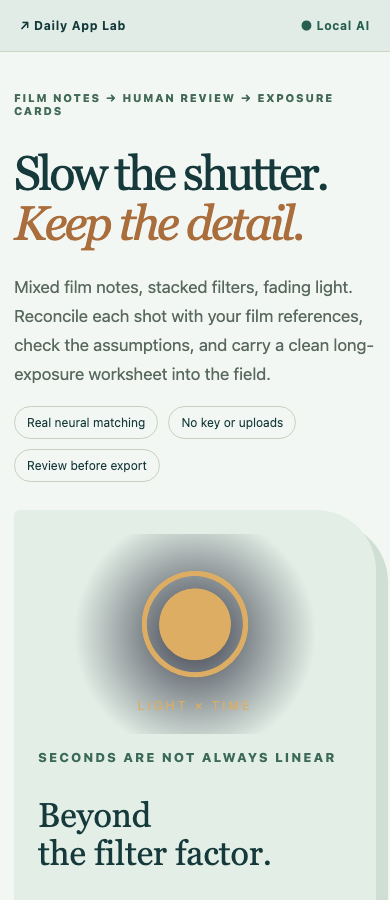 ↗ Daily App Lab
● Local AI
FILM NOTES → HUMAN REVIEW → EXPOSURE
CARDS
Slow the shutter.
Keep the detail.
Mixed film notes, stacked filters, fading light.
Reconcile each shot with your film references,
check the assumptions, and carry a clean long-
exposure worksheet into the field.
Real neural matching
No key or uploads
Review before export
LIGHT × TIME
SECONDS ARE NOT ALWAYS LINEAR
Beyond
the filter factor.